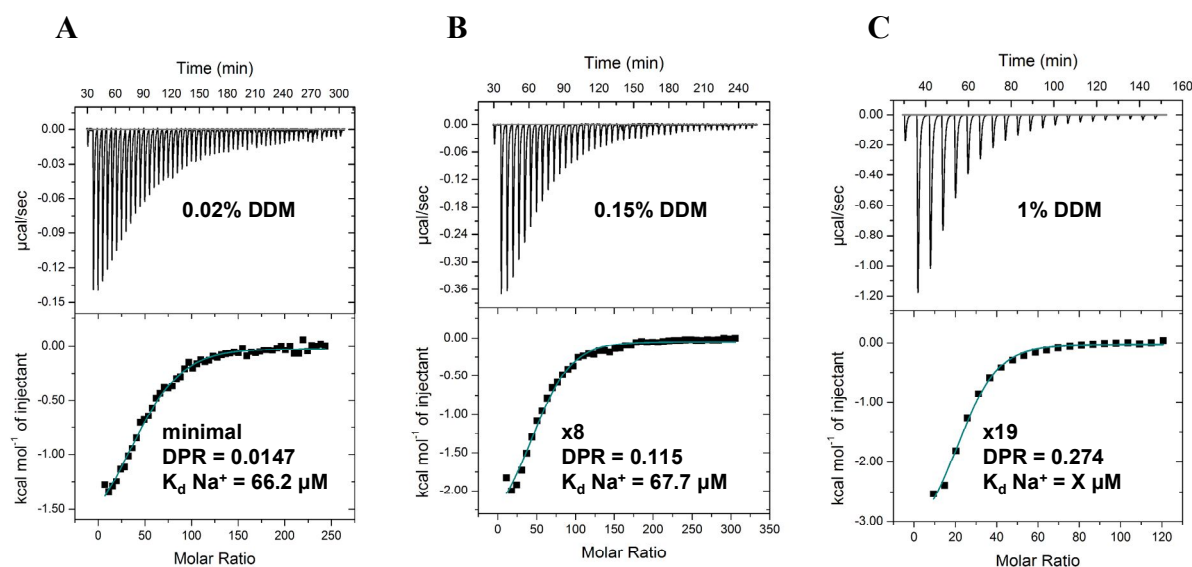 A
Time (min)
30 60 90 120 150 180 210 240 270 300
0.00
-0.03
-0.06
-0.09
-0.12
-0.15
µcal/sec
0.02% DDM
0.00
-0.50
-1.00
-1.50
kcal mol⁻¹ of injectant
minimal
DPR = 0.0147
K_d Na⁺ = 66.2 µM
0 50 100 150 200 250
Molar Ratio
B
Time (min)
30 60 90 120 150 180 210 240
0.00
-0.06
-0.12
-0.18
-0.24
-0.30
-0.36
µcal/sec
0.15% DDM
0.00
-0.50
-1.00
-1.50
-2.00
kcal mol⁻¹ of injectant
x8
DPR = 0.115
K_d Na⁺ = 67.7 µM
0 50 100 150 200 250 300 350
Molar Ratio
C
Time (min)
40 60 80 100 120 140 160
0.00
-0.20
-0.40
-0.60
-0.80
-1.00
-1.20
µcal/sec
1% DDM
0.00
-1.00
-2.00
-3.00
kcal mol⁻¹ of injectant
x19
DPR = 0.274
K_d Na⁺ = X µM
0 20 40 60 80 100 120
Molar Ratio